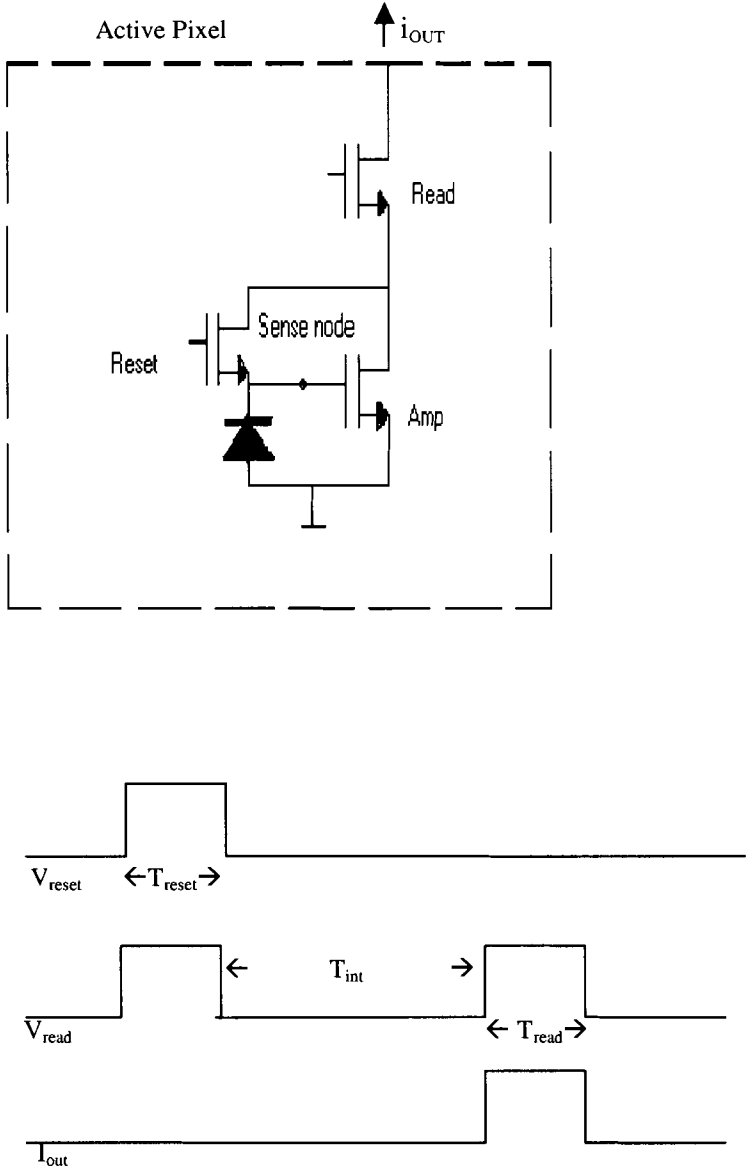 Active Pixel
iOUT
Read
Sense node
Reset
Amp
Vreset
←Treset→
← Tint →
Vread
← Tread →
Iout